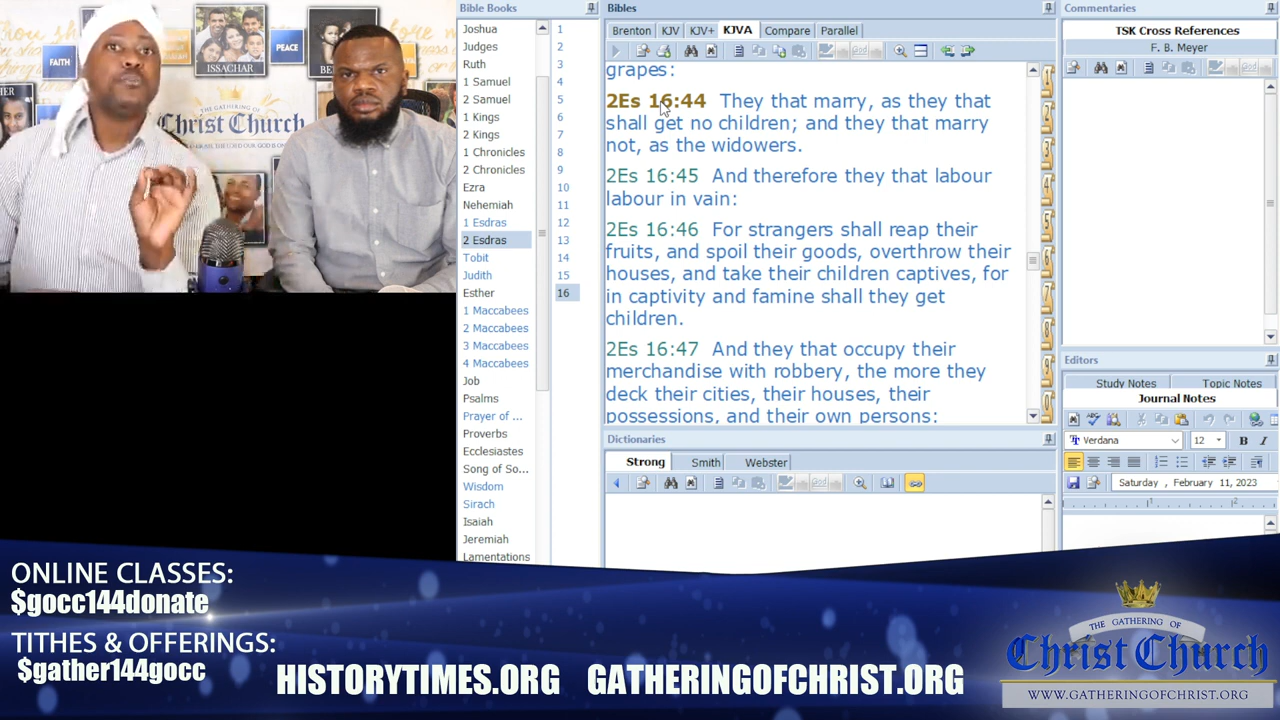 FAITH
ISSACHAR
PEACE
THE GATHERING OF
Christ Church
Bible Books
Joshua
Judges
Ruth
1 Samuel
2 Samuel
1 Kings
2 Kings
1 Chronicles
2 Chronicles
Ezra
Nehemiah
1 Esdras
2 Esdras
Tobit
Judith
Esther
1 Maccabees
2 Maccabees
3 Maccabees
4 Maccabees
Job
Psalms
Prayer of ...
Proverbs
Ecclesiastes
Song of So...
Wisdom
Sirach
Isaiah
Jeremiah
Lamentations
1
2
3
4
5
6
7
8
9
10
11
12
13
14
15
16
Bibles
Brenton KJV KJV+ KJVA Compare Parallel
grapes:
2Es 16:44 They that marry, as they that
shall get no children; and they that marry
not, as the widowers.
2Es 16:45 And therefore they that labour
labour in vain:
2Es 16:46 For strangers shall reap their
fruits, and spoil their goods, overthrow their
houses, and take their children captives, for
in captivity and famine shall they get
children.
2Es 16:47 And they that occupy their
merchandise with robbery, the more they
deck their cities, their houses, their
possessions, and their own persons:
Dictionaries
Strong Smith Webster
Commentaries
TSK Cross References
F. B. Meyer
Editors
Study Notes Topic Notes
Journal Notes
Verdana 12 B I
Saturday , February 11, 2023
ONLINE CLASSES:
$gocc144donate
TITHES & OFFERINGS:
$gather144gocc
HISTORYTIMES.ORG GATHERINGOFCHRIST.ORG
THE GATHERING OF
Christ Church
WWW.GATHERINGOFCHRIST.ORG